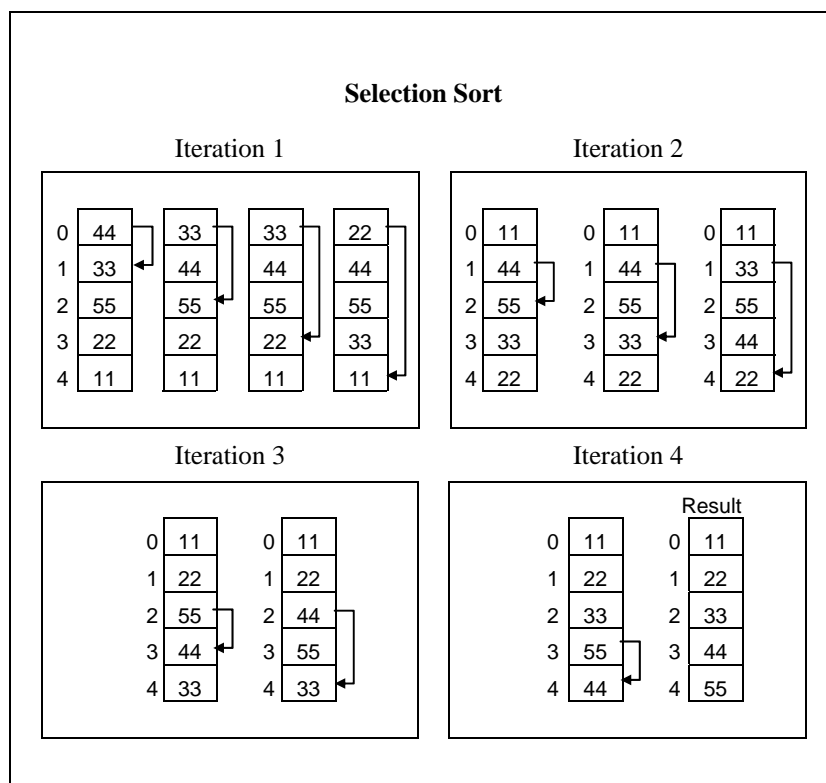 Selection Sort
Iteration 1
Iteration 2
0 44 33 33 22
1 33 44 44 44
2 55 55 55 55
3 22 22 22 33
4 11 11 11 11
0 11 0 11 0 11
1 44 1 44 1 33
2 55 2 55 2 55
3 33 3 33 3 44
4 22 4 22 4 22
Iteration 3
Iteration 4
0 11 0 11
1 22 1 22
2 55 2 44
3 44 3 55
4 33 4 33
Result
0 11 0 11
1 22 1 22
2 33 2 33
3 55 3 44
4 44 4 55